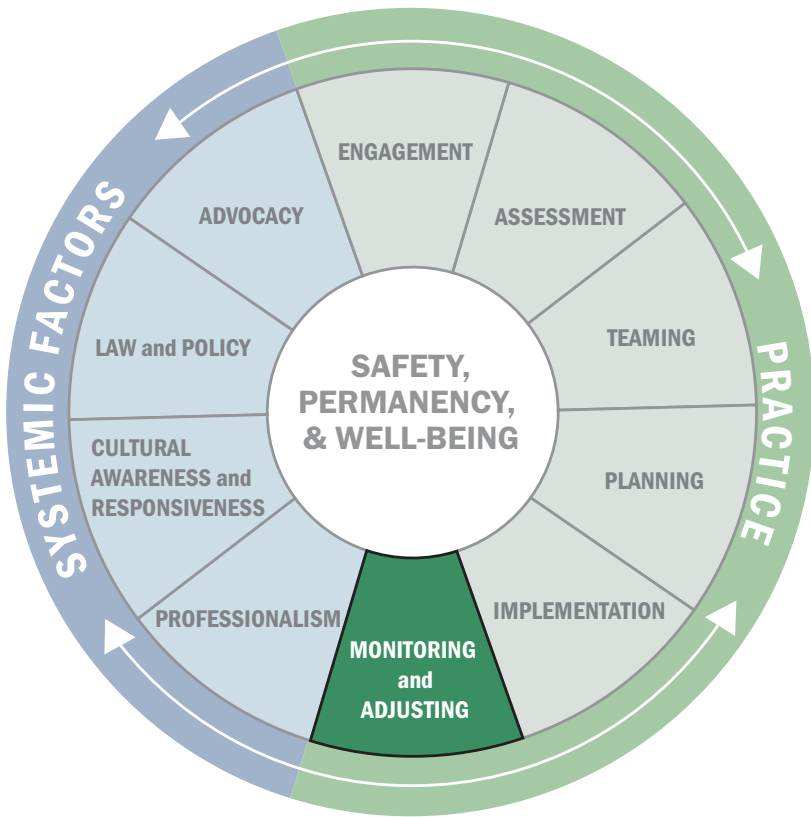 SYSTEMIC FACTORS
PRACTICE
ENGAGEMENT
ASSESSMENT
TEAMING
PLANNING
IMPLEMENTATION
MONITORING
and
ADJUSTING
PROFESSIONALISM
CULTURAL
AWARENESS and
RESPONSIVENESS
LAW and POLICY
ADVOCACY
SAFETY,
PERMANENCY,
& WELL-BEING